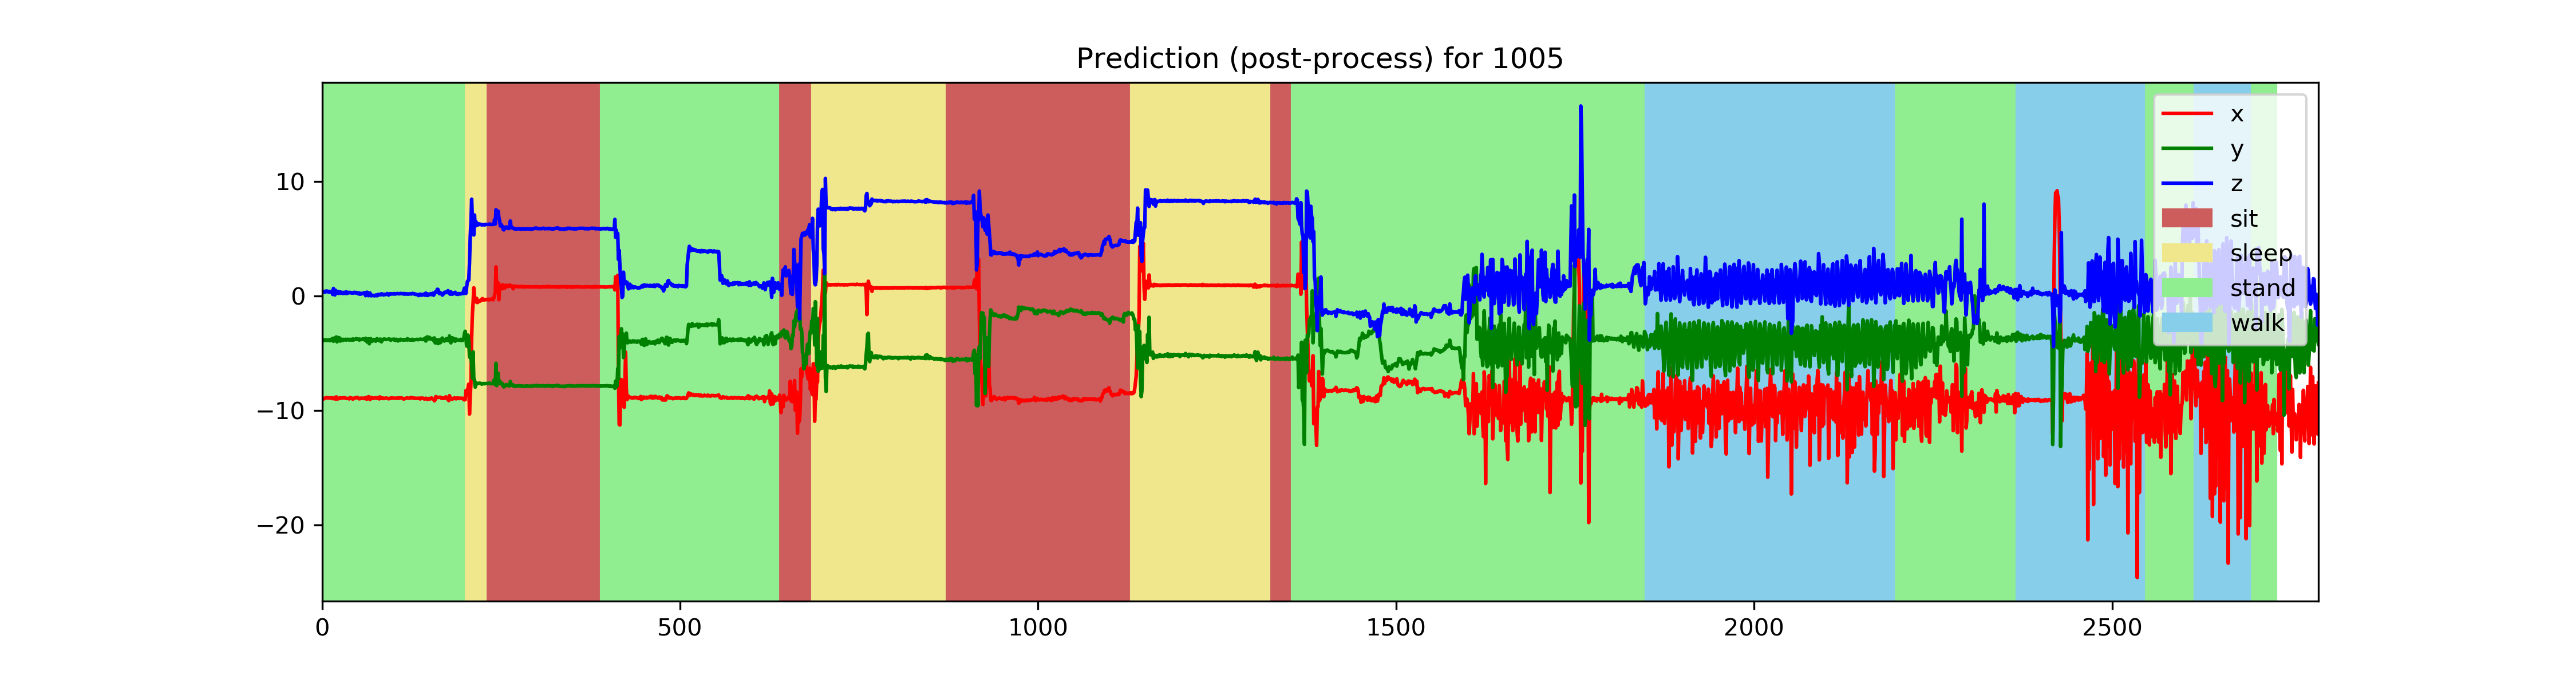 Prediction (post-process) for 1005
10
0
−10
−20
0
500
1000
1500
2000
2500
x
y
z
sit
sleep
stand
walk